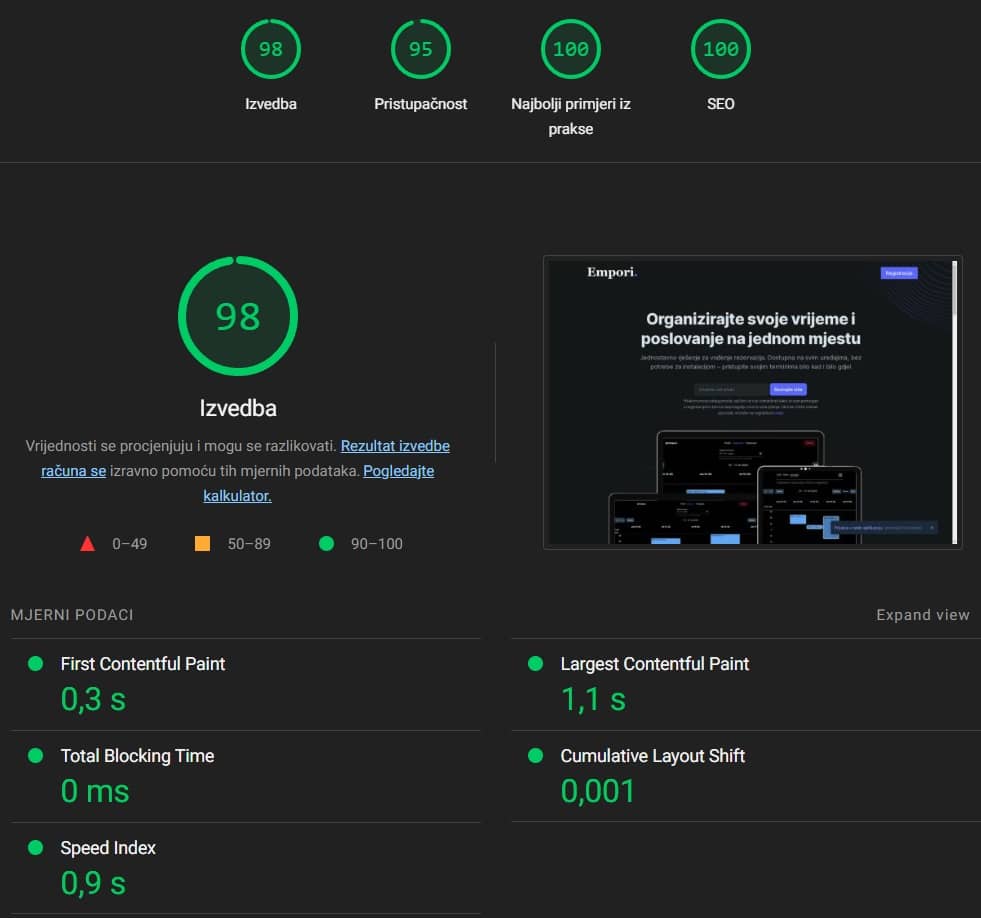 98
95
100
100
Izvedba
Pristupačnost
Najbolji primjeri iz
prakse
SEO
98
Izvedba
Vrijednosti se procjenjuju i mogu se razlikovati. Rezultat izvedbe
računa se izravno pomoću tih mjernih podataka. Pogledajte
kalkulator.
0–49
50–89
90–100
Empori.
Registracija
Organizirajte svoje vrijeme i
poslovanje na jednom mjestu
Jednostavno rješenje za vođenje rezervacija. Dostupna na svim uređajima, bez
potrebe za instalacijom – pristupite svojim terminima bilo kad i bilo gdje!
MJERNI PODACI
Expand view
First Contentful Paint
0,3 s
Largest Contentful Paint
1,1 s
Total Blocking Time
0 ms
Cumulative Layout Shift
0,001
Speed Index
0,9 s